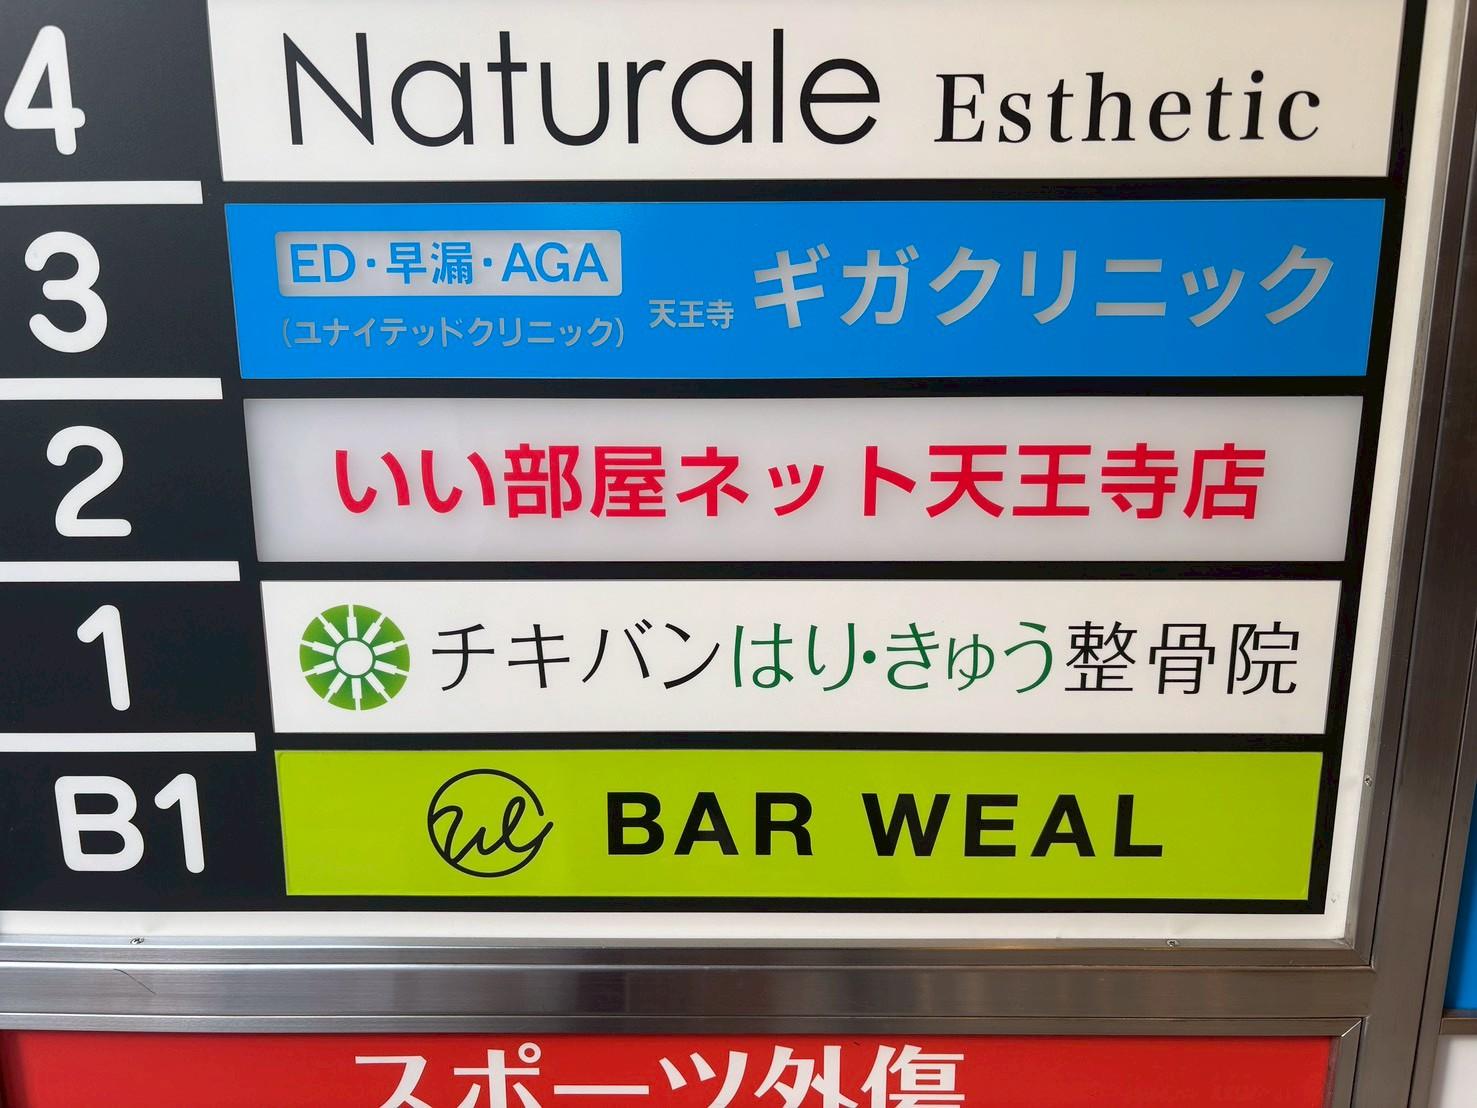 4
Naturale Esthetic
3
ED・早漏・AGA
(ユナイテッドクリニック)
天王寺 ギガクリニック
2
いい部屋ネット天王寺店
1
チキバンはり・きゅう整骨院
B1
BAR WEAL
スポーツ外傷